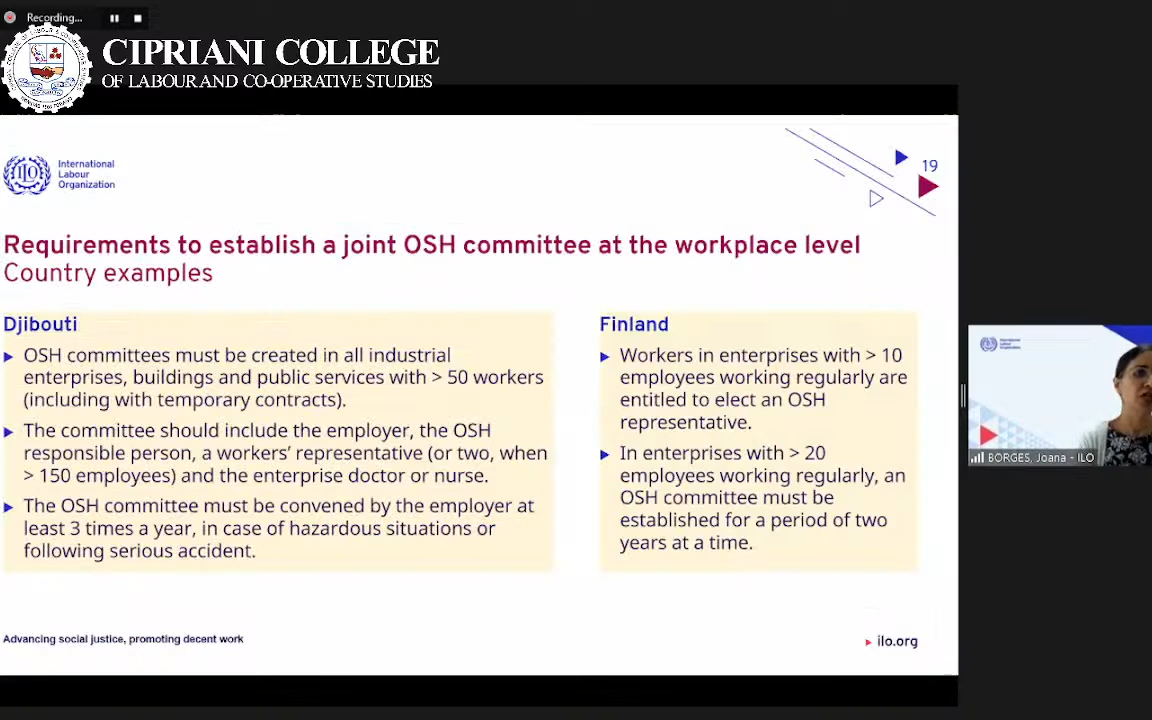 Recording...
CIPRIANI COLLEGE
OF LABOUR AND CO-OPERATIVE STUDIES
International
Labour
Organization
19
Requirements to establish a joint OSH committee at the workplace level
Country examples
Djibouti
OSH committees must be created in all industrial
enterprises, buildings and public services with > 50 workers
(including with temporary contracts).
The committee should include the employer, the OSH
responsible person, a workers' representative (or two, when
> 150 employees) and the enterprise doctor or nurse.
The OSH committee must be convened by the employer at
least 3 times a year, in case of hazardous situations or
following serious accident.
Finland
Workers in enterprises with > 10
employees working regularly are
entitled to elect an OSH
representative.
In enterprises with > 20
employees working regularly, an
OSH committee must be
established for a period of two
years at a time.
BORGES, Joana - ILO
Advancing social justice, promoting decent work
ilo.org